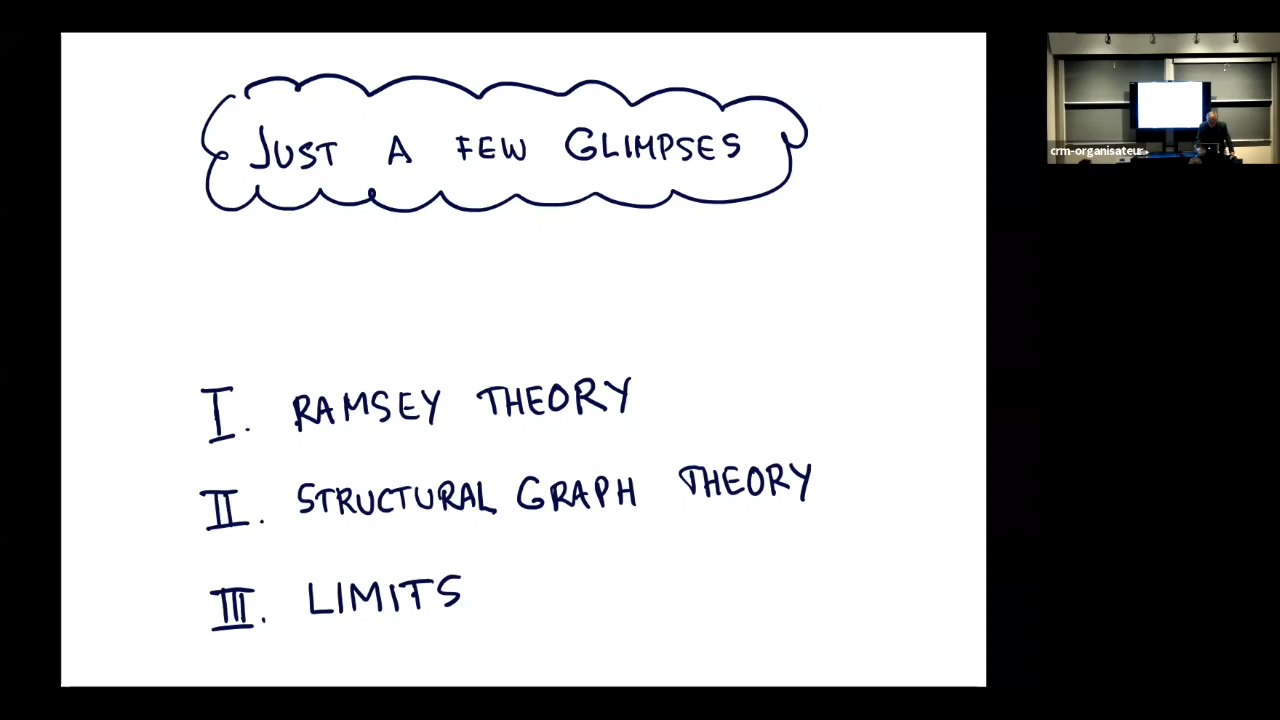 JUST A FEW GLIMPSES
I. RAMSEY THEORY
II. STRUCTURAL GRAPH THEORY
III. LIMITS
crm-organisateur